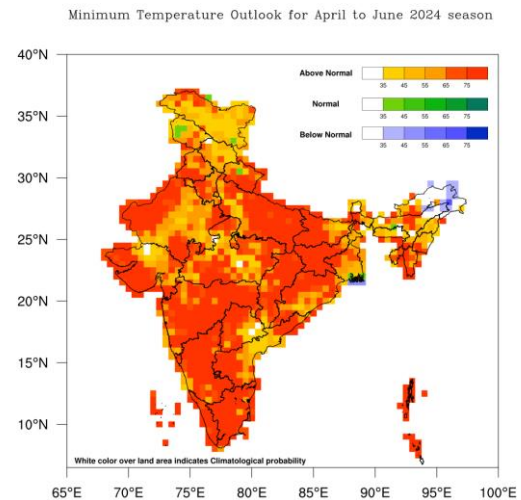 Minimum Temperature Outlook for April to June 2024 season
40°N
35°N
30°N
25°N
20°N
15°N
10°N
Above Normal
35 45 55 65 75
Normal
35 45 55 65 75
Below Normal
35 45 55 65 75
White color over land area indicates Climatological probability
65°E 70°E 75°E 80°E 85°E 90°E 95°E 100°E